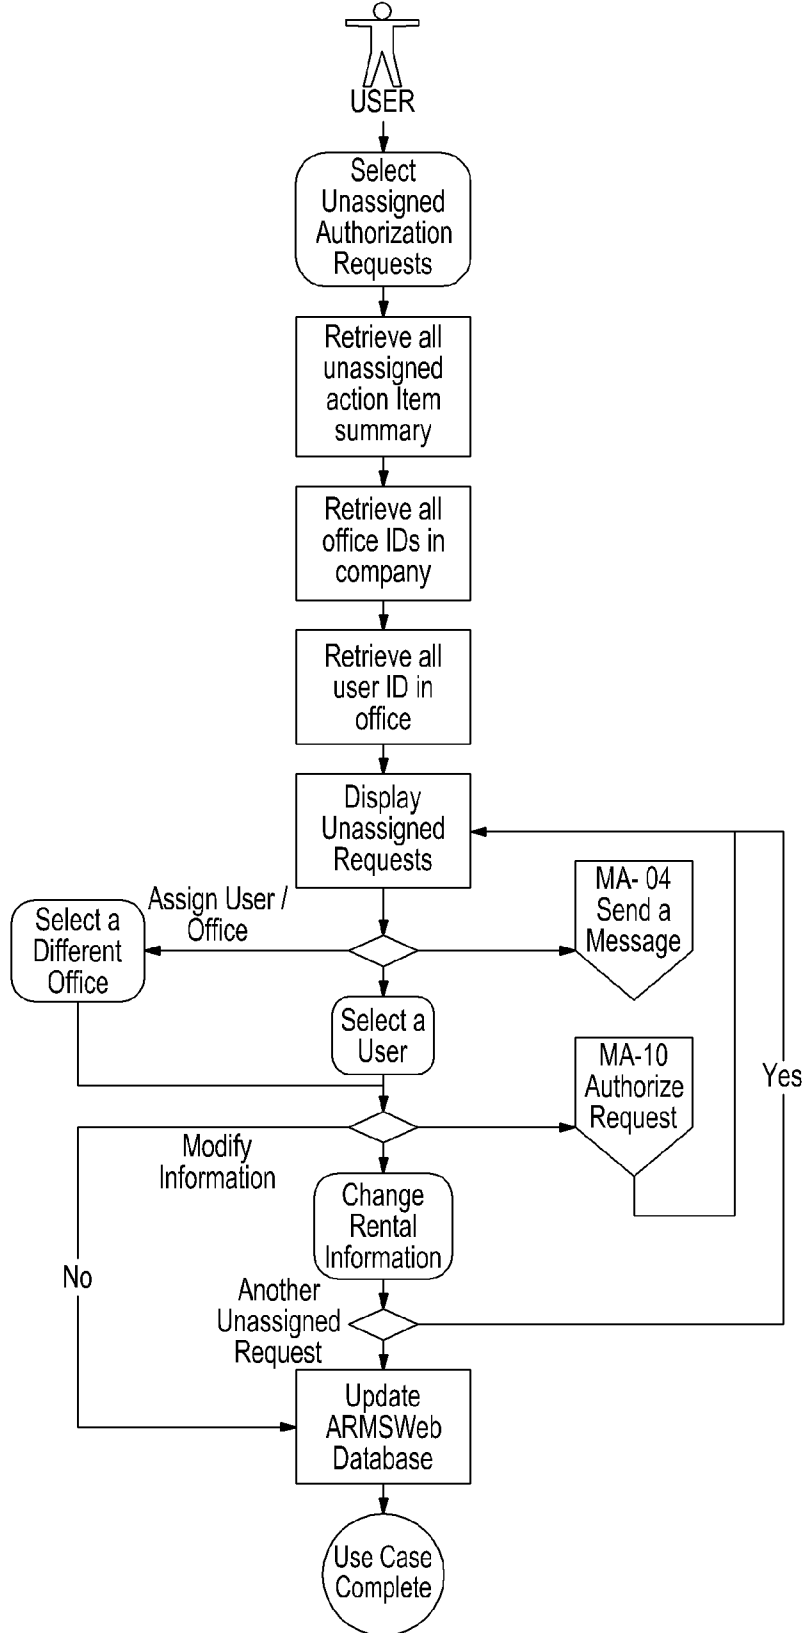 USER
Select
Unassigned
Authorization
Requests
Retrieve all
unassigned
action Item
summary
Retrieve all
office IDs in
company
Retrieve all
user ID in
office
Display
Unassigned
Requests
Assign User /
Office
Select a
Different
Office
MA- 04
Send a
Message
Select a
User
MA-10
Authorize
Request
Yes
Modify
Information
Change
Rental
Information
No
Another
Unassigned
Request
Update
ARMSWeb
Database
Use Case
Complete